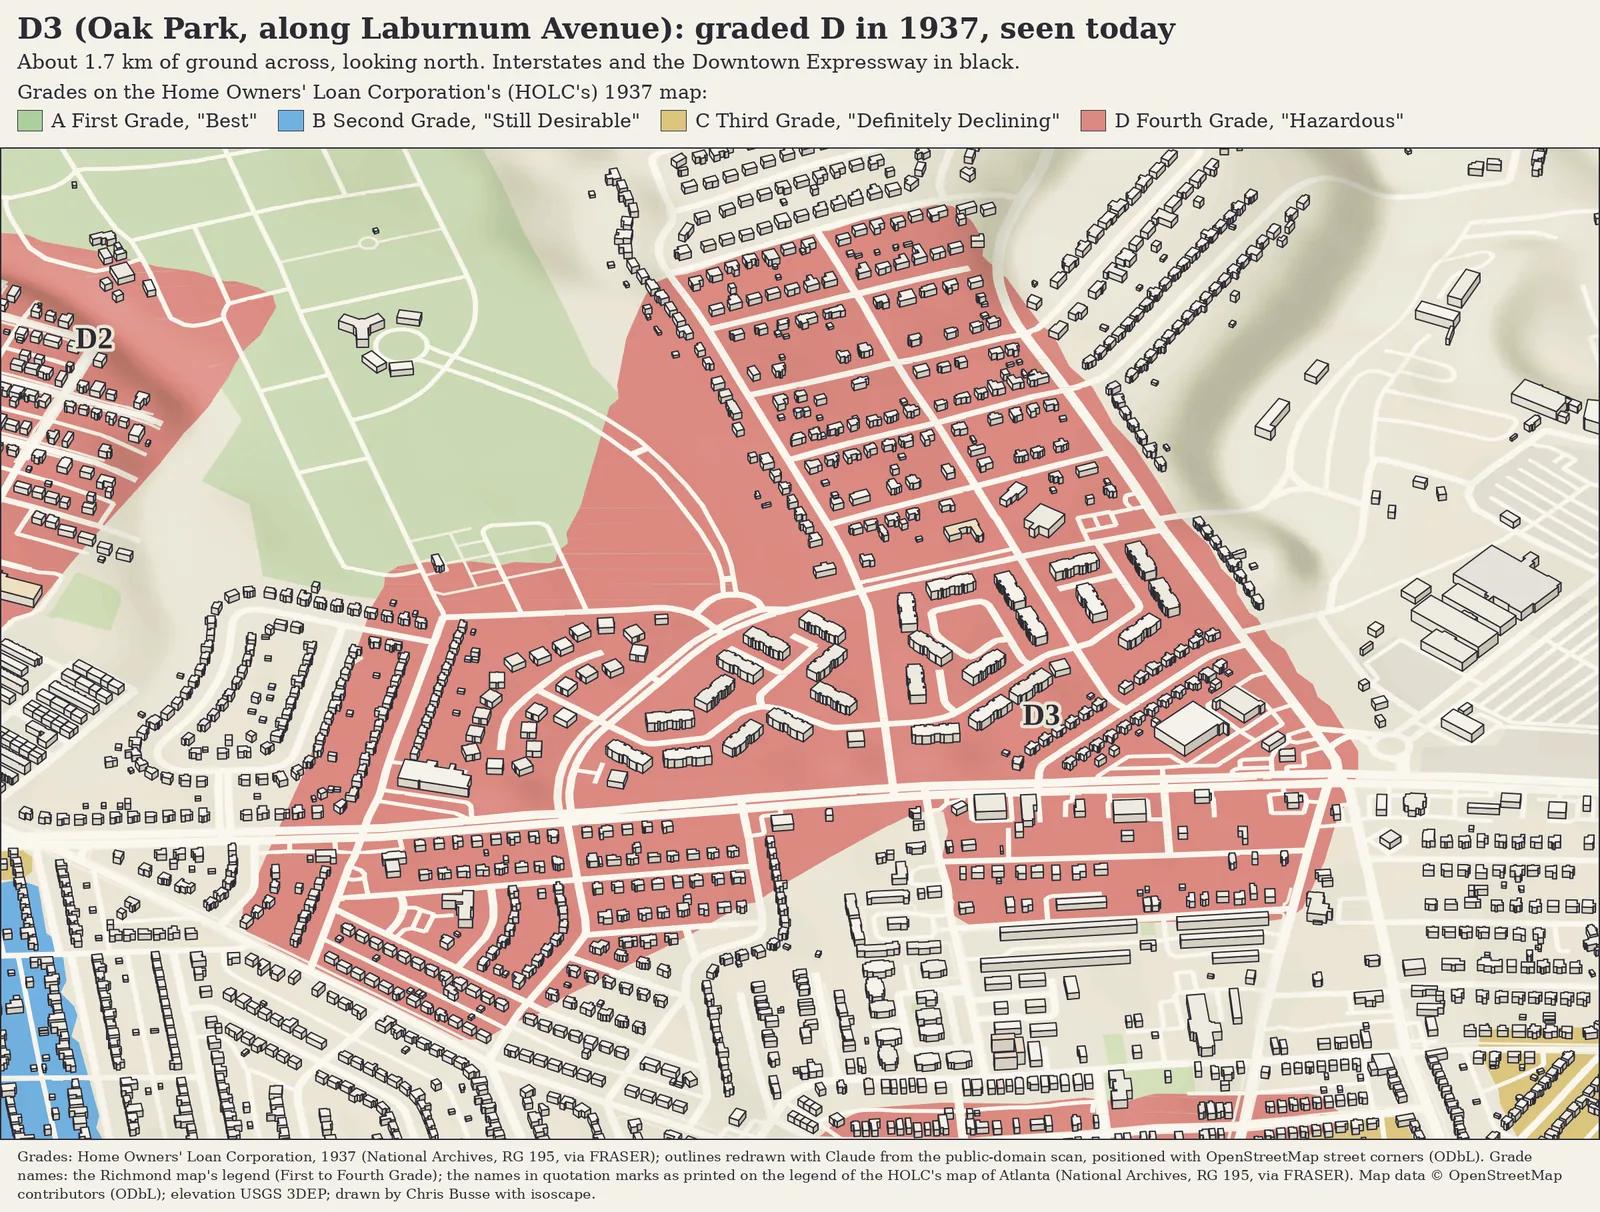 D3 (Oak Park, along Laburnum Avenue): graded D in 1937, seen today
About 1.7 km of ground across, looking north. Interstates and the Downtown Expressway in black.
Grades on the Home Owners' Loan Corporation's (HOLC's) 1937 map:
A First Grade, "Best" B Second Grade, "Still Desirable" C Third Grade, "Definitely Declining" D Fourth Grade, "Hazardous"
D2
D3
Grades: Home Owners' Loan Corporation, 1937 (National Archives, RG 195, via FRASER); outlines redrawn with Claude from the public-domain scan, positioned with OpenStreetMap street corners (ODbL). Grade
names: the Richmond map's legend (First to Fourth Grade); the names in quotation marks as printed on the legend of the HOLC's map of Atlanta (National Archives, RG 195, via FRASER). Map data © OpenStreetMap
contributors (ODbL); elevation USGS 3DEP; drawn by Chris Busse with isoscape.